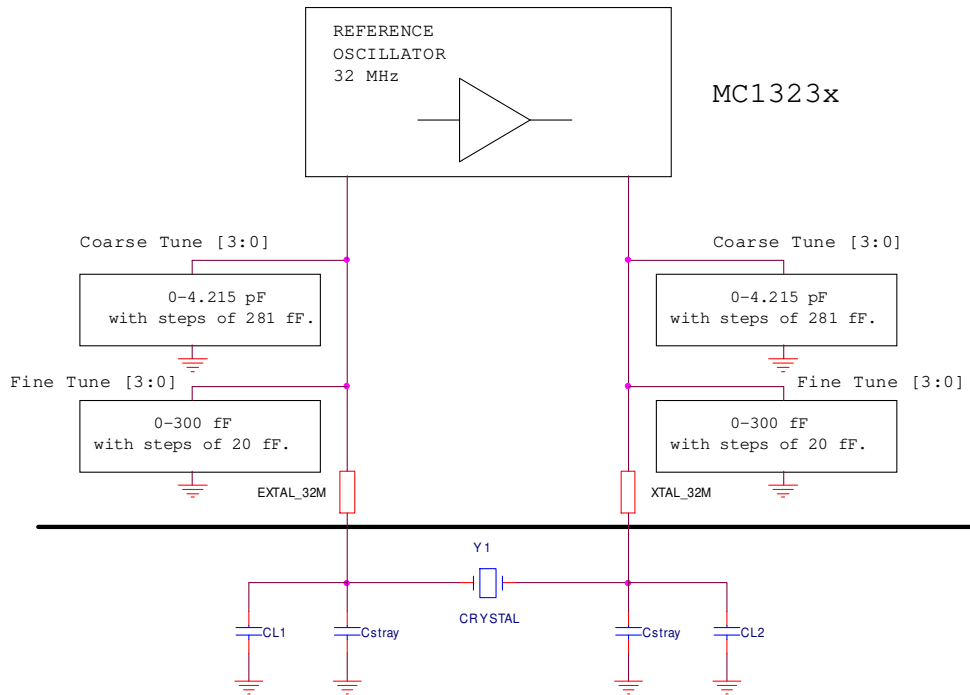 REFERENCE
OSCILLATOR
32 MHz
MC1323x
Coarse Tune [3:0]
Coarse Tune [3:0]
0-4.215 pF
with steps of 281 fF.
0-4.215 pF
with steps of 281 fF.
Fine Tune [3:0]
Fine Tune [3:0]
0-300 fF
with steps of 20 fF.
0-300 fF
with steps of 20 fF.
EXTAL_32M
XTAL_32M
Y1
CRYSTAL
CL1
Cstray
Cstray
CL2